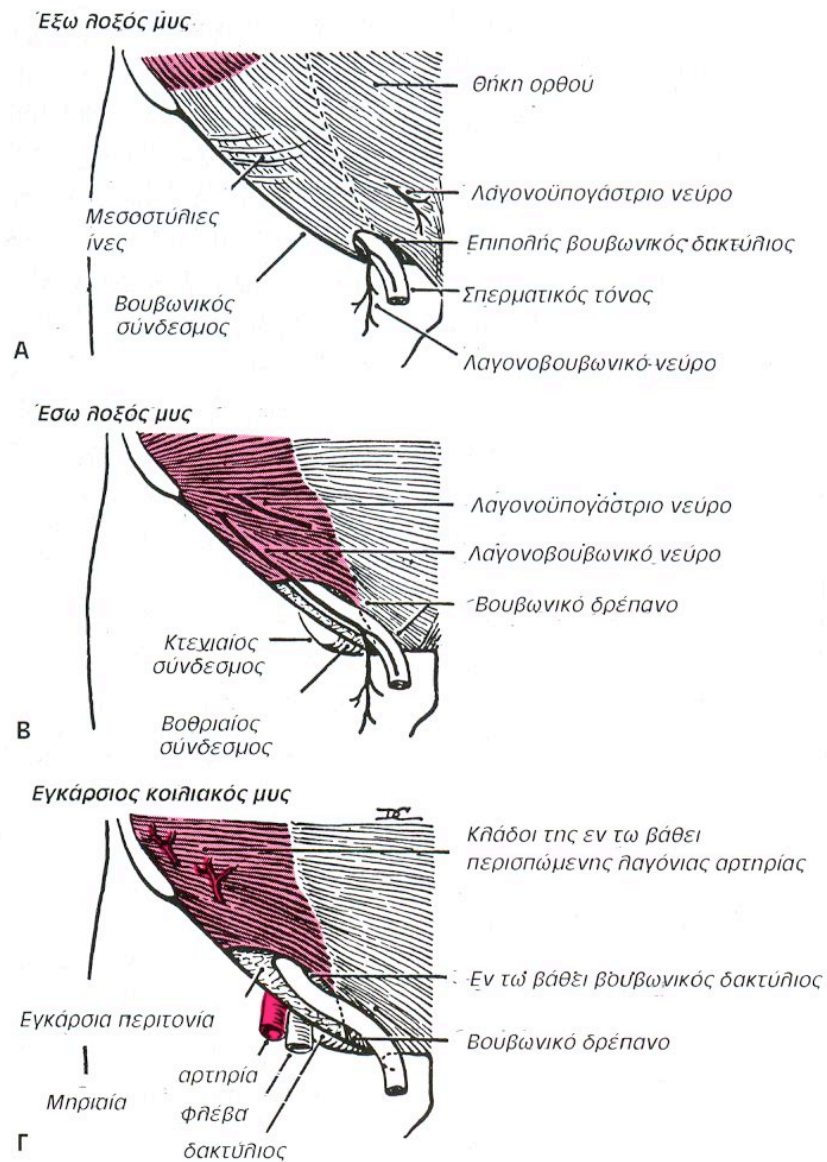 Έξω λοξός μυς
Θήκη ορθού
Λαγονοϋπογάστριο νεύρο
Μεσοστύλιες
ίνες
Επιπολής βουβωνικός δακτύλιος
Σπερματικός τόνος
Βουβωνικός
σύνδεσμος
Λαγονοβουβωνικό νεύρο
Α
Έσω λοξός μυς
Λαγονοϋπογάστριο νεύρο
Λαγονοβουβωνικό νεύρο
Βουβωνικό δρέπανο
Κτενιαίος
σύνδεσμος
Βοθριαίος
σύνδεσμος
Β
Εγκάρσιος κοιλιακός μυς
Κλάδοι της εν τω βάθει
περισπώμενης λαγόνιας αρτηρίας
Εν τω βάθει βουβωνικός δακτύλιος
Εγκάρσια περιτονία
Βουβωνικό δρέπανο
αρτηρία
Μηριαία
φλέβα
δακτύλιος
Γ